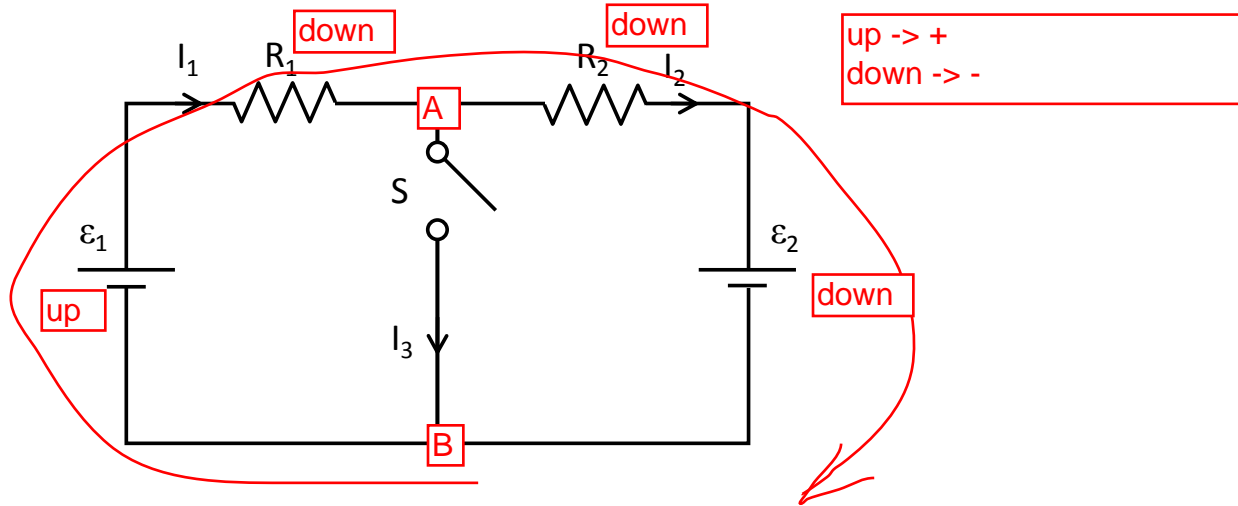 down
down
up -> +
down -> -
I₁
R₁
R₂
I₂
A
S
ε₁
ε₂
up
down
I₃
B